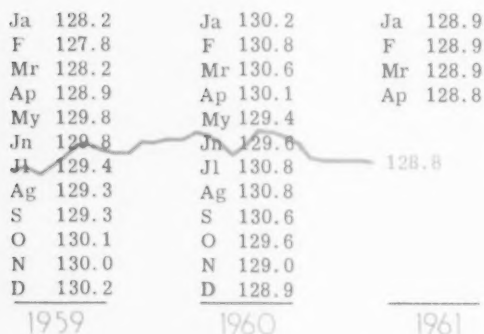 Ja 128.2
F 127.8
Mr 128.2
Ap 128.9
My 129.8
Jn 129.8
Jl 129.4
Ag 129.3
S 129.3
O 130.1
N 130.0
D 130.2
1959
Ja 130.2
F 130.8
Mr 130.6
Ap 130.1
My 129.4
Jn 129.6
Jl 130.8
Ag 130.8
S 130.6
O 129.6
N 129.0
D 128.9
1960
Ja 128.9
F 128.9
Mr 128.9
Ap 128.8
128.8
1961